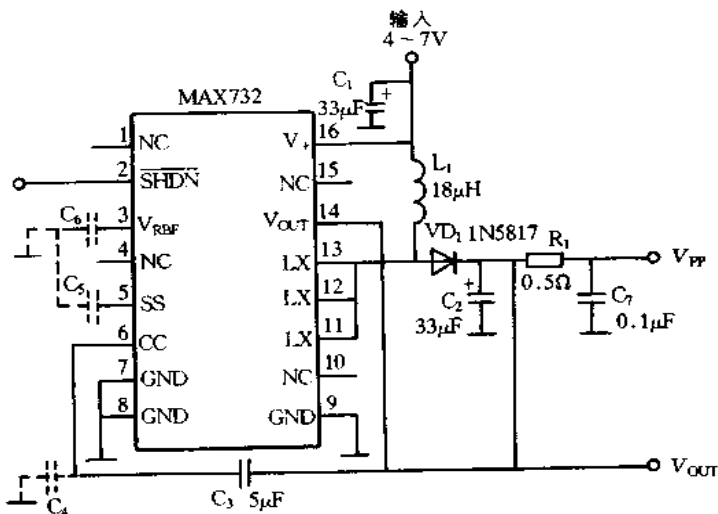 输入
4～7V
C₁
33μF
+
MAX732
1 NC
2 SHDN
3 VRBF
4 NC
5 SS
6 CC
7 GND
8 GND
V+ 16
NC 15
VOUT 14
LX 13
LX 12
LX 11
NC 10
GND 9
L₁
18μH
VD₁ 1N5817
R₁
0.5Ω
VPP
+
C₂
33μF
C₇
0.1μF
C₆
C₅
C₄
C₃ 5μF
VOUT